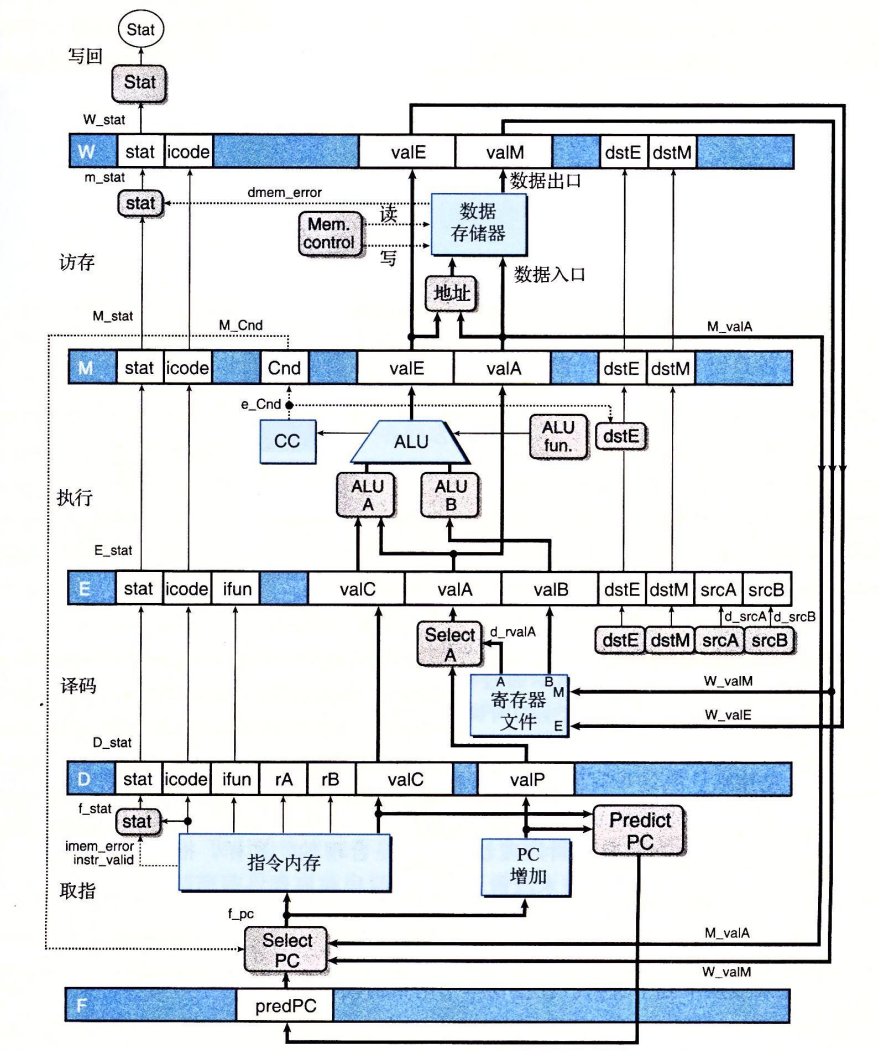 Stat
写回
Stat
W_stat
W stat icode valE valM dstE dstM
m_stat
数据出口
stat
dmem_error
数据
存储器
Mem.
control
读
写
访存
数据入口
地址
M_stat
M_Cnd
M_valA
M stat icode Cnd valE valA dstE dstM
e_Cnd
CC
ALU
ALU
fun.
dstE
ALU
A
ALU
B
执行
E_stat
E stat icode ifun valC valA valB dstE dstM srcA srcB
d_srcA d_srcB
Select
A
d_rvalA
dstE dstM srcA srcB
A B
M
寄存器
文件
E
W_valM
W_valE
译码
D_stat
D stat icode ifun rA rB valC valP
f_stat
stat
Predict
PC
imem_error
instr_valid
指令内存
PC
增加
取指
f_pc
Select
PC
M_valA
W_valM
F predPC